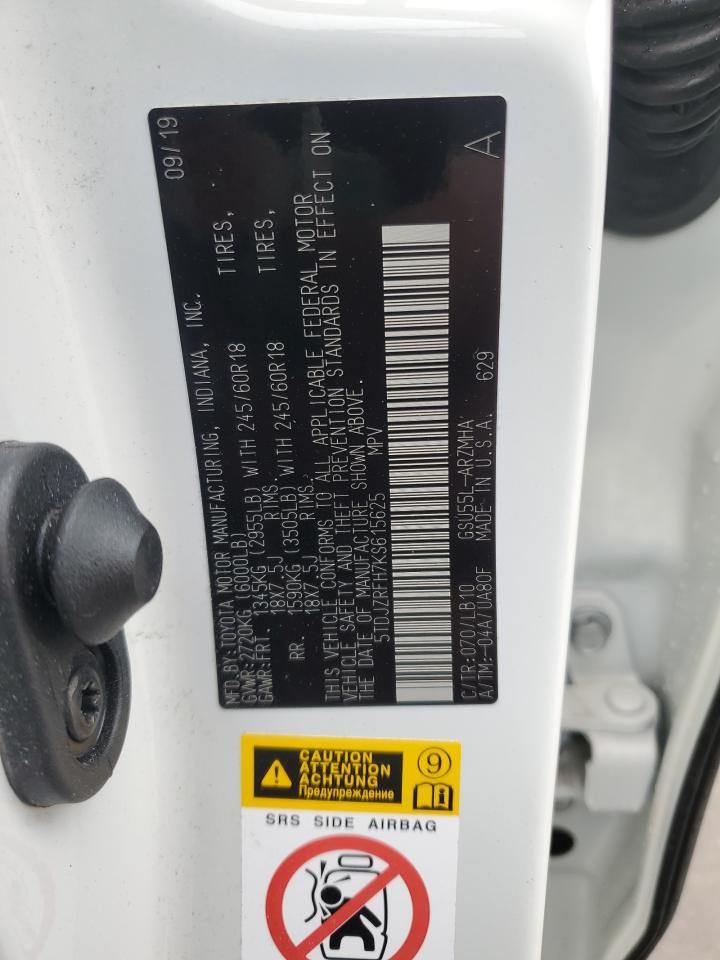 MFD.BY:TOYOTA MOTOR MANUFACTURING, INDIANA, INC. 09/19
GVWR:2720KG (6000LB)
GAWR:FRT. 1345KG (2955LB) WITH 245/60R18 TIRES,
18X7.5J RIMS.
RR. 1590KG (3505LB) WITH 245/60R18 TIRES,
18X7.5J RIMS.
THIS VEHICLE CONFORMS TO ALL APPLICABLE FEDERAL MOTOR
VEHICLE SAFETY AND THEFT PREVENTION STANDARDS IN EFFECT ON
THE DATE OF MANUFACTURE SHOWN ABOVE.
5TDJZRFH7KS615625 MPV
C/TR:070/LB10 GSU55L-ARZMHA A
A/TM:-04A/UA80F MADE IN U.S.A. 629
CAUTION
ATTENTION
ACHTUNG
Предупреждение
9
SRS SIDE AIRBAG